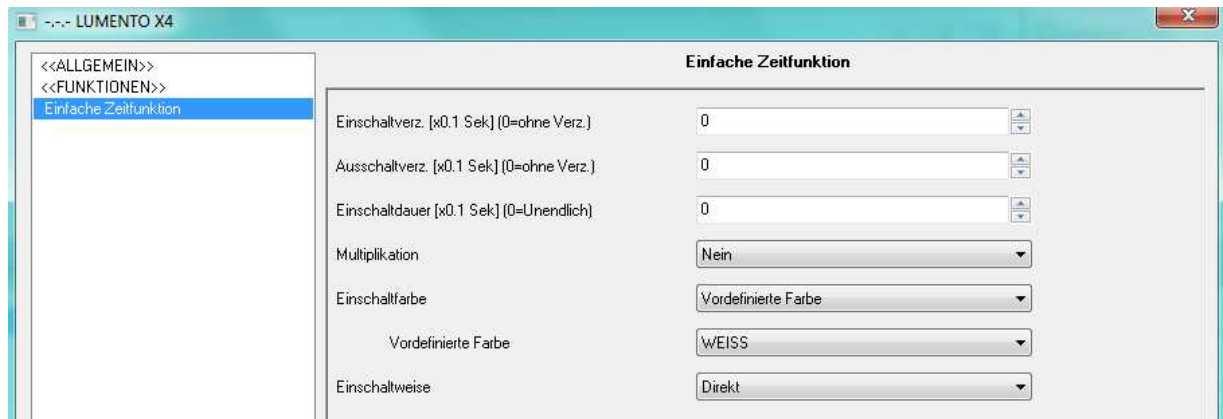 -.-.- LUMENTO X4
<<ALLGEMEIN>>
<<FUNKTIONEN>>
Einfache Zeitfunktion
Einfache Zeitfunktion
Einschaltverz. [x0.1 Sek] (0=ohne Verz.) 0
Ausschaltverz. [x0.1 Sek] (0=ohne Verz.) 0
Einschaltdauer [x0.1 Sek] (0=Unendlich) 0
Multiplikation Nein
Einschaltfarbe Vordefinierte Farbe
Vordefinierte Farbe WEISS
Einschaltweise Direkt